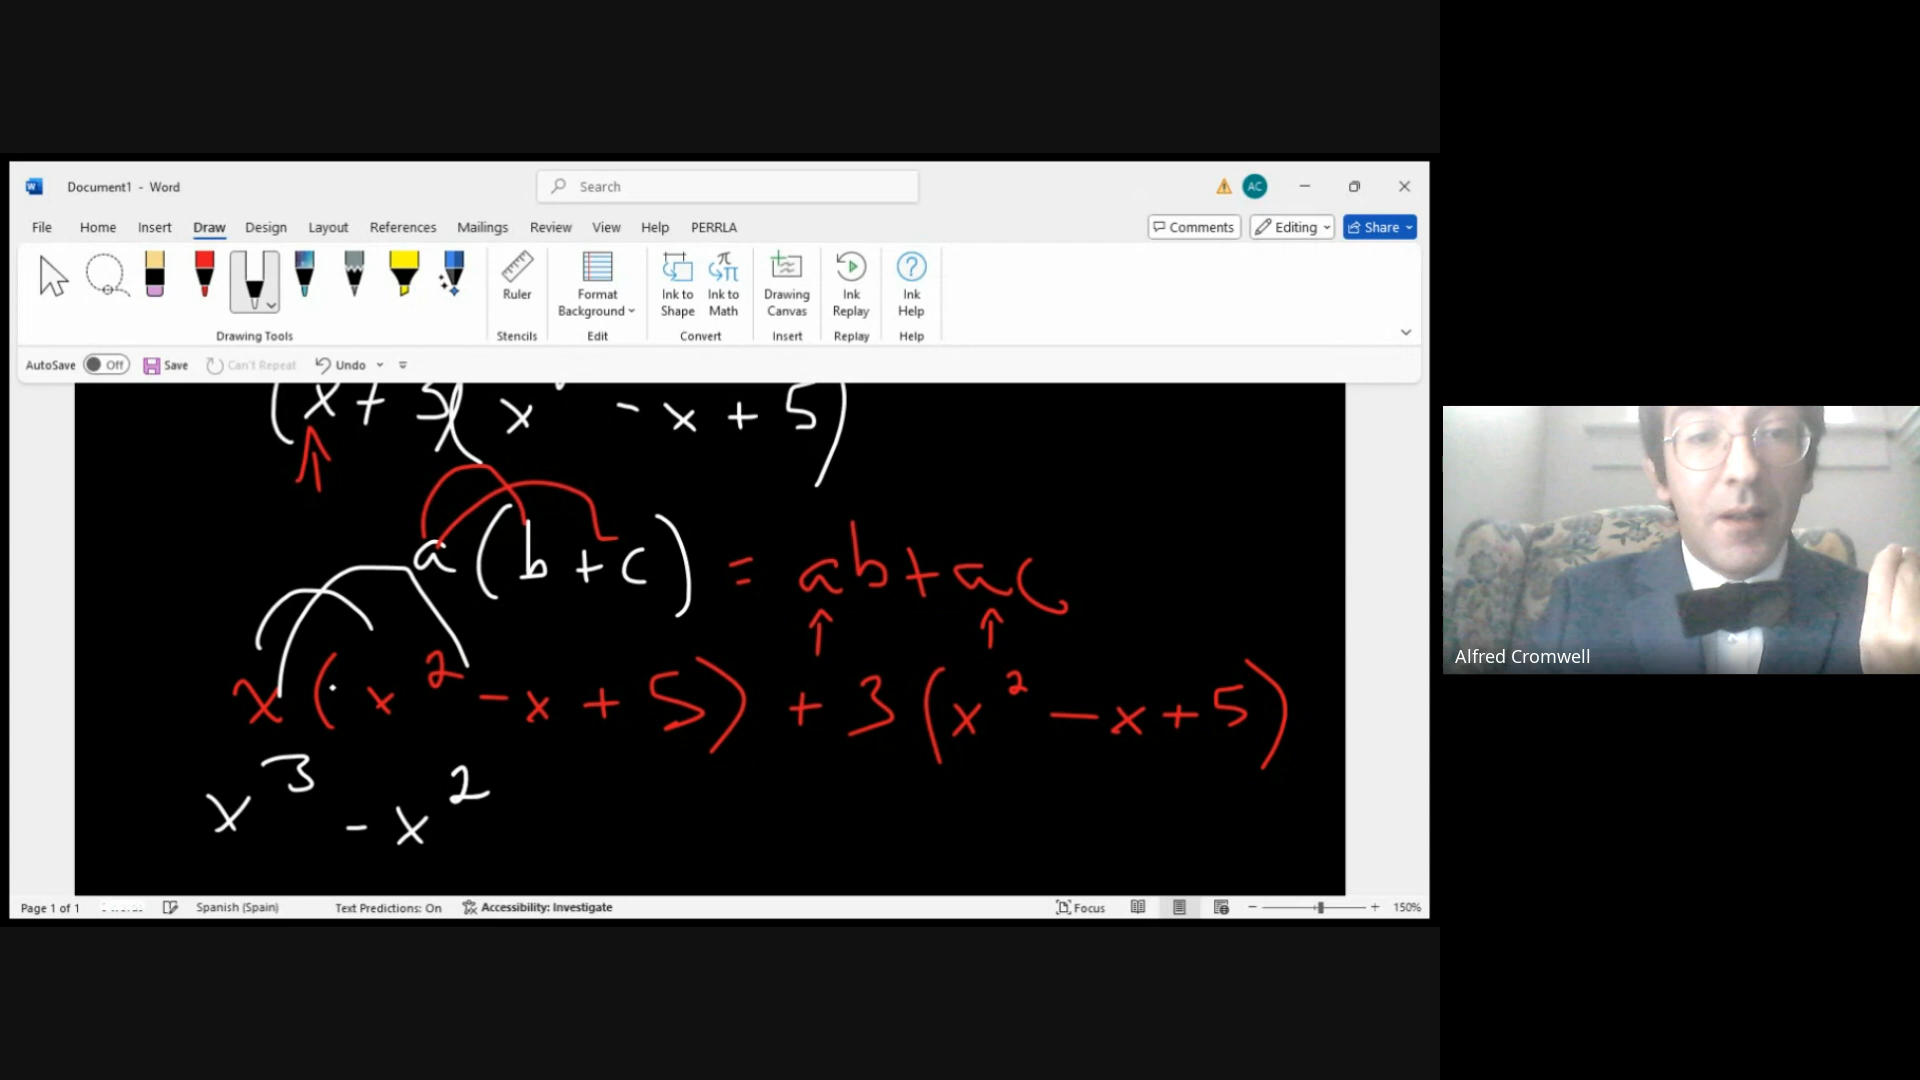 Document1 - Word
Search
AC
File Home Insert Draw Design Layout References Mailings Review View Help PERRLA
Comments Editing Share
Ruler
Format Background
Ink to Shape
Ink to Math
Drawing Canvas
Ink Replay
Ink Help
Drawing Tools Stencils Edit Convert Insert Replay Help
AutoSave Off Save Can't Repeat Undo
(x + 3)(x - x + 5)
a(b + c) = ab + ac
x(x² - x + 5) + 3(x² - x + 5)
x³ - x²
Alfred Cromwell
Page 1 of 1 Spanish (Spain) Text Predictions: On Accessibility: Investigate Focus 150%